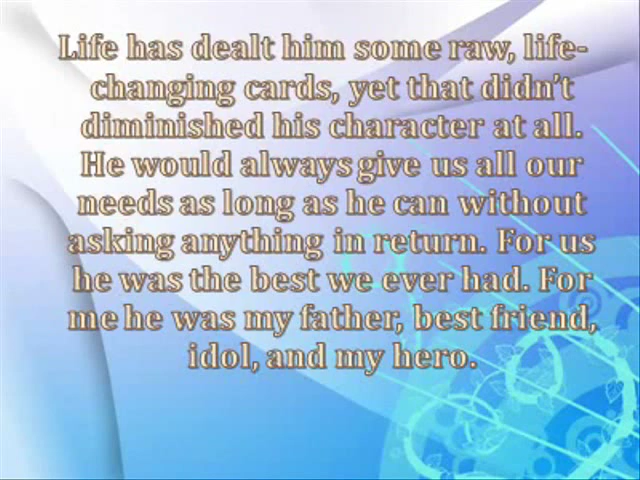 Life has dealt him some raw, life-
changing cards, yet that didn't
diminished his character at all.
He would always give us all our
needs as long as he can without
asking anything in return. For us
he was the best we ever had. For
me he was my father, best friend,
idol, and my hero.